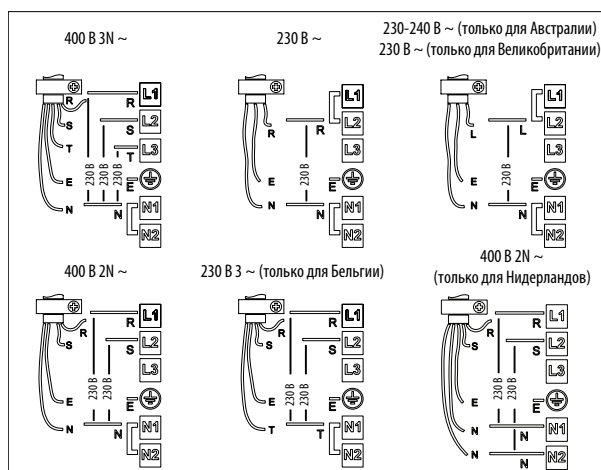 400 В 3N ~
R
S
T
E
N
R
S
T
E
N
230 В
230 В
230 В
L1
L2
L3
N1
N2
230 В ~
R
E
N
R
E
N
230 В
L1
L2
L3
N1
N2
230-240 В ~ (только для Австралии)
230 В ~ (только для Великобритании)
L
E
N
L
E
N
230 В
L1
L2
L3
N1
N2
400 В 2N ~
R
S
E
N
R
S
E
N
230 В
230 В
L1
L2
L3
N1
N2
230 В 3 ~ (только для Бельгии)
R
S
E
T
R
S
E
T
230 В
230 В
L1
L2
L3
N1
N2
400 В 2N ~
(только для Нидерландов)
R
S
E
N
N
R
S
E
N
N
230 В
230 В
L1
L2
L3
N1
N2